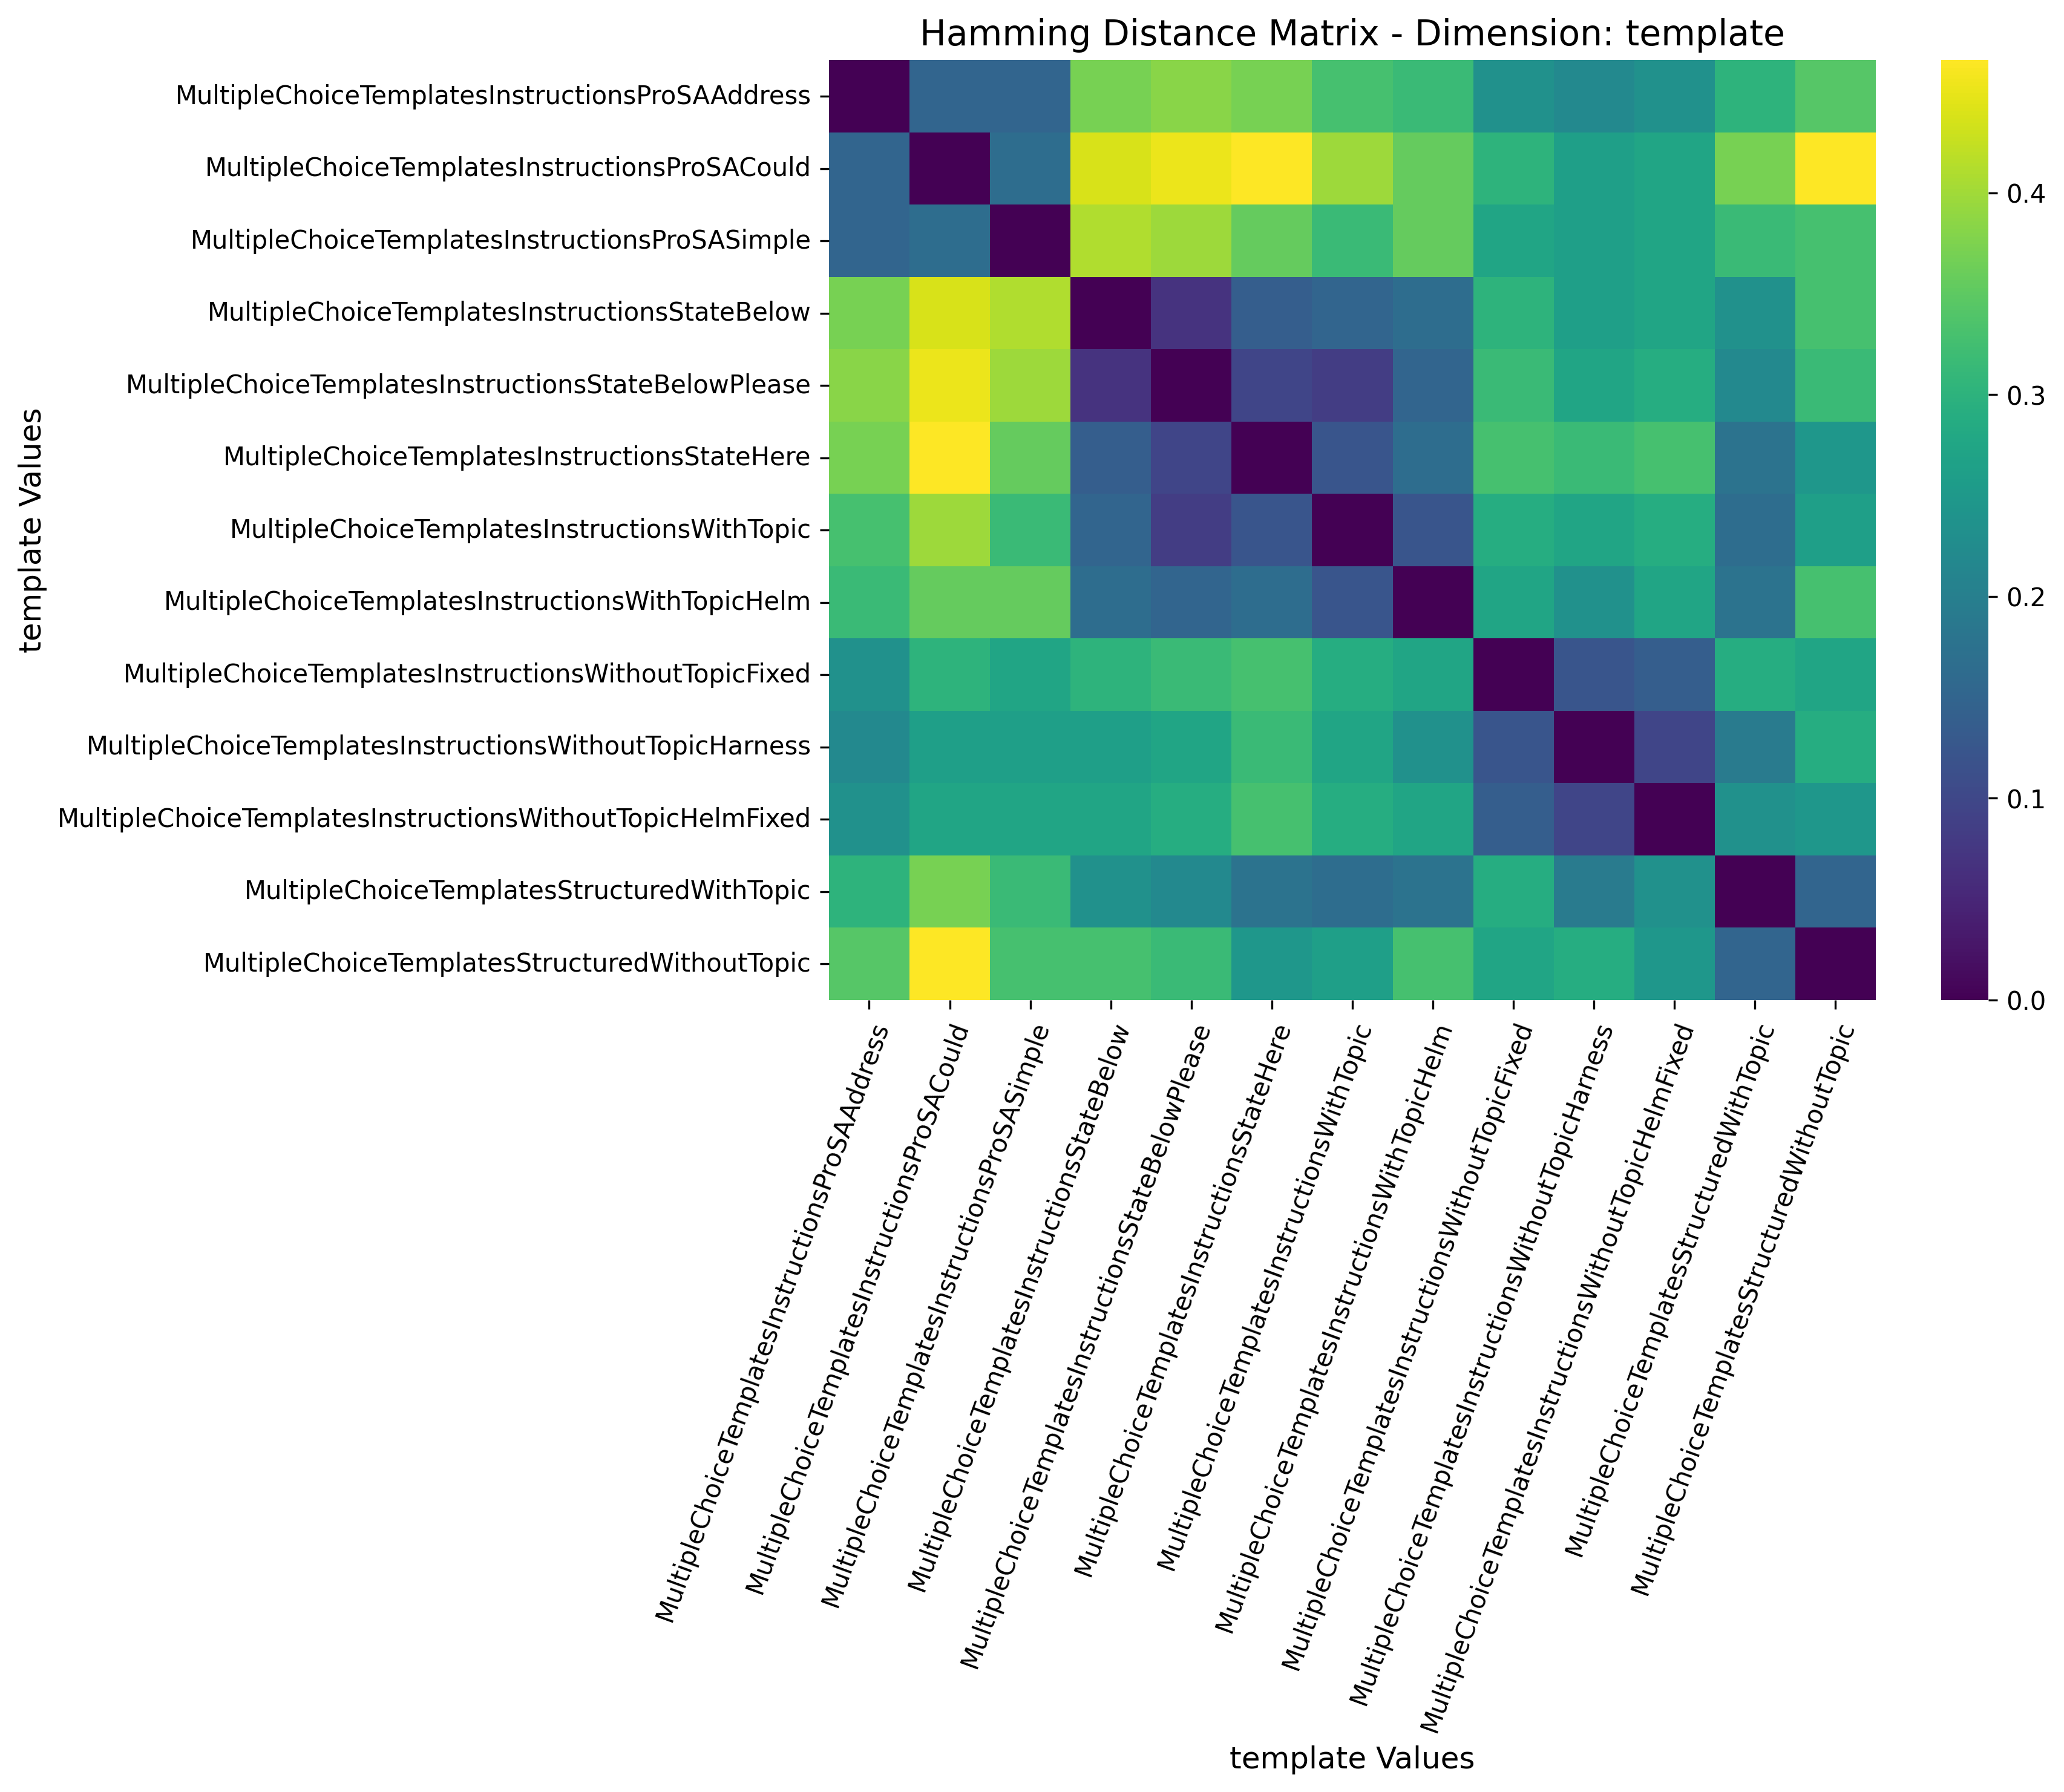 Hamming Distance Matrix - Dimension: template
MultipleChoiceTemplatesInstructionsProSAAddress
MultipleChoiceTemplatesInstructionsProSACould
MultipleChoiceTemplatesInstructionsProSASimple
MultipleChoiceTemplatesInstructionsStateBelow
MultipleChoiceTemplatesInstructionsStateBelowPlease
MultipleChoiceTemplatesInstructionsStateHere
MultipleChoiceTemplatesInstructionsWithTopic
MultipleChoiceTemplatesInstructionsWithTopicHelm
MultipleChoiceTemplatesInstructionsWithoutTopicFixed
MultipleChoiceTemplatesInstructionsWithoutTopicHarness
MultipleChoiceTemplatesInstructionsWithoutTopicHelmFixed
MultipleChoiceTemplatesStructuredWithTopic
MultipleChoiceTemplatesStructuredWithoutTopic
template Values
0.4
0.3
0.2
0.1
0.0
MultipleChoiceTemplatesInstructionsProSAAddress
MultipleChoiceTemplatesInstructionsProSACould
MultipleChoiceTemplatesInstructionsProSASimple
MultipleChoiceTemplatesInstructionsStateBelow
MultipleChoiceTemplatesInstructionsStateBelowPlease
MultipleChoiceTemplatesInstructionsStateHere
MultipleChoiceTemplatesInstructionsWithTopic
MultipleChoiceTemplatesInstructionsWithTopicHelm
MultipleChoiceTemplatesInstructionsWithoutTopicFixed
MultipleChoiceTemplatesInstructionsWithoutTopicHarness
MultipleChoiceTemplatesInstructionsWithoutTopicHelmFixed
MultipleChoiceTemplatesStructuredWithTopic
MultipleChoiceTemplatesStructuredWithoutTopic
template Values